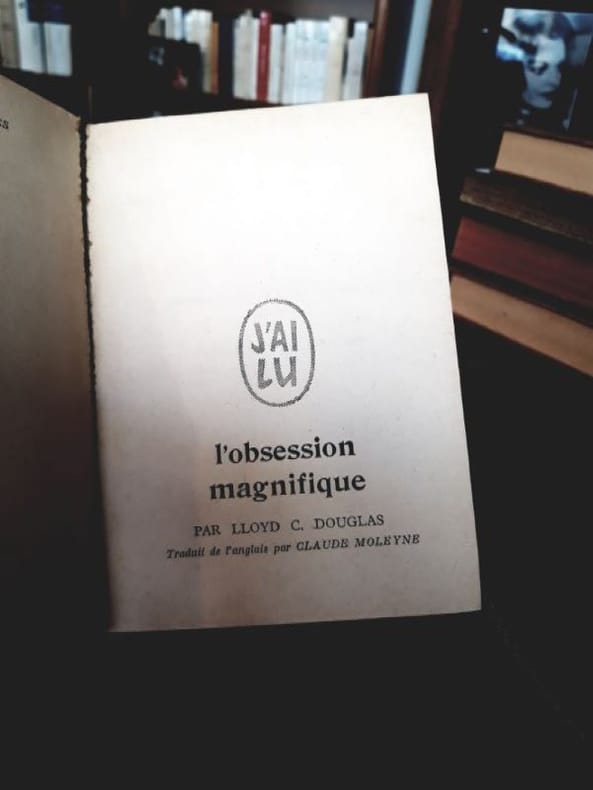 J'AI
LU
l'obsession
magnifique
PAR LLOYD C. DOUGLAS
Traduit de l'anglais par CLAUDE MOLEYNE